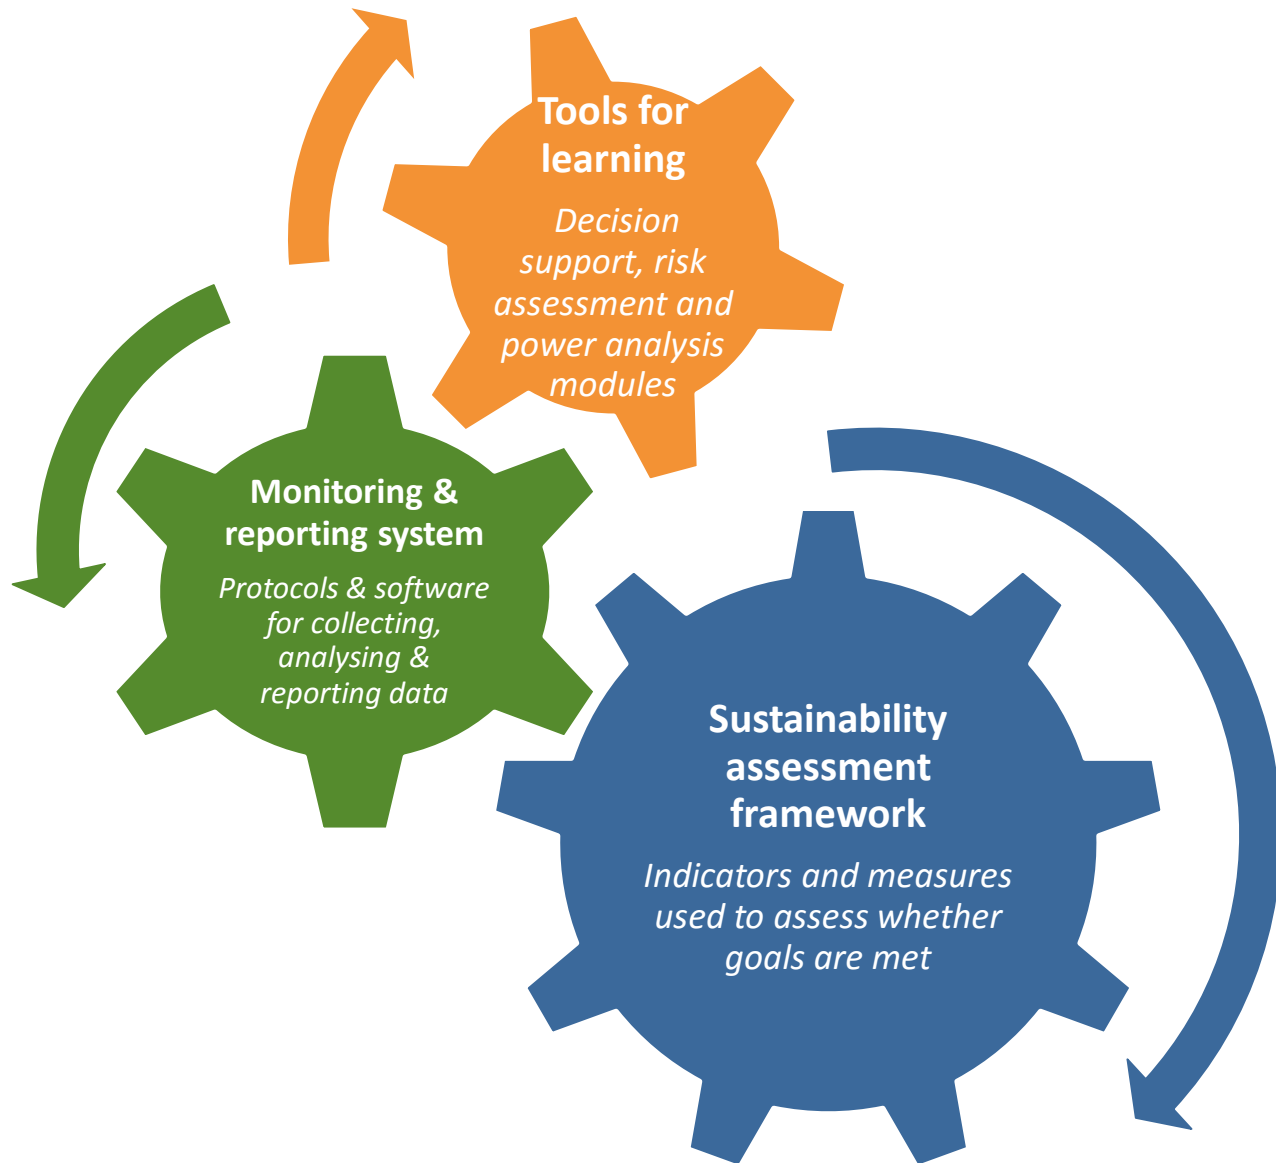 Tools for
learning
Decision
support, risk
assessment and
power analysis
modules
Monitoring &
reporting system
Protocols & software
for collecting,
analysing &
reporting data
Sustainability
assessment
framework
Indicators and measures
used to assess whether
goals are met